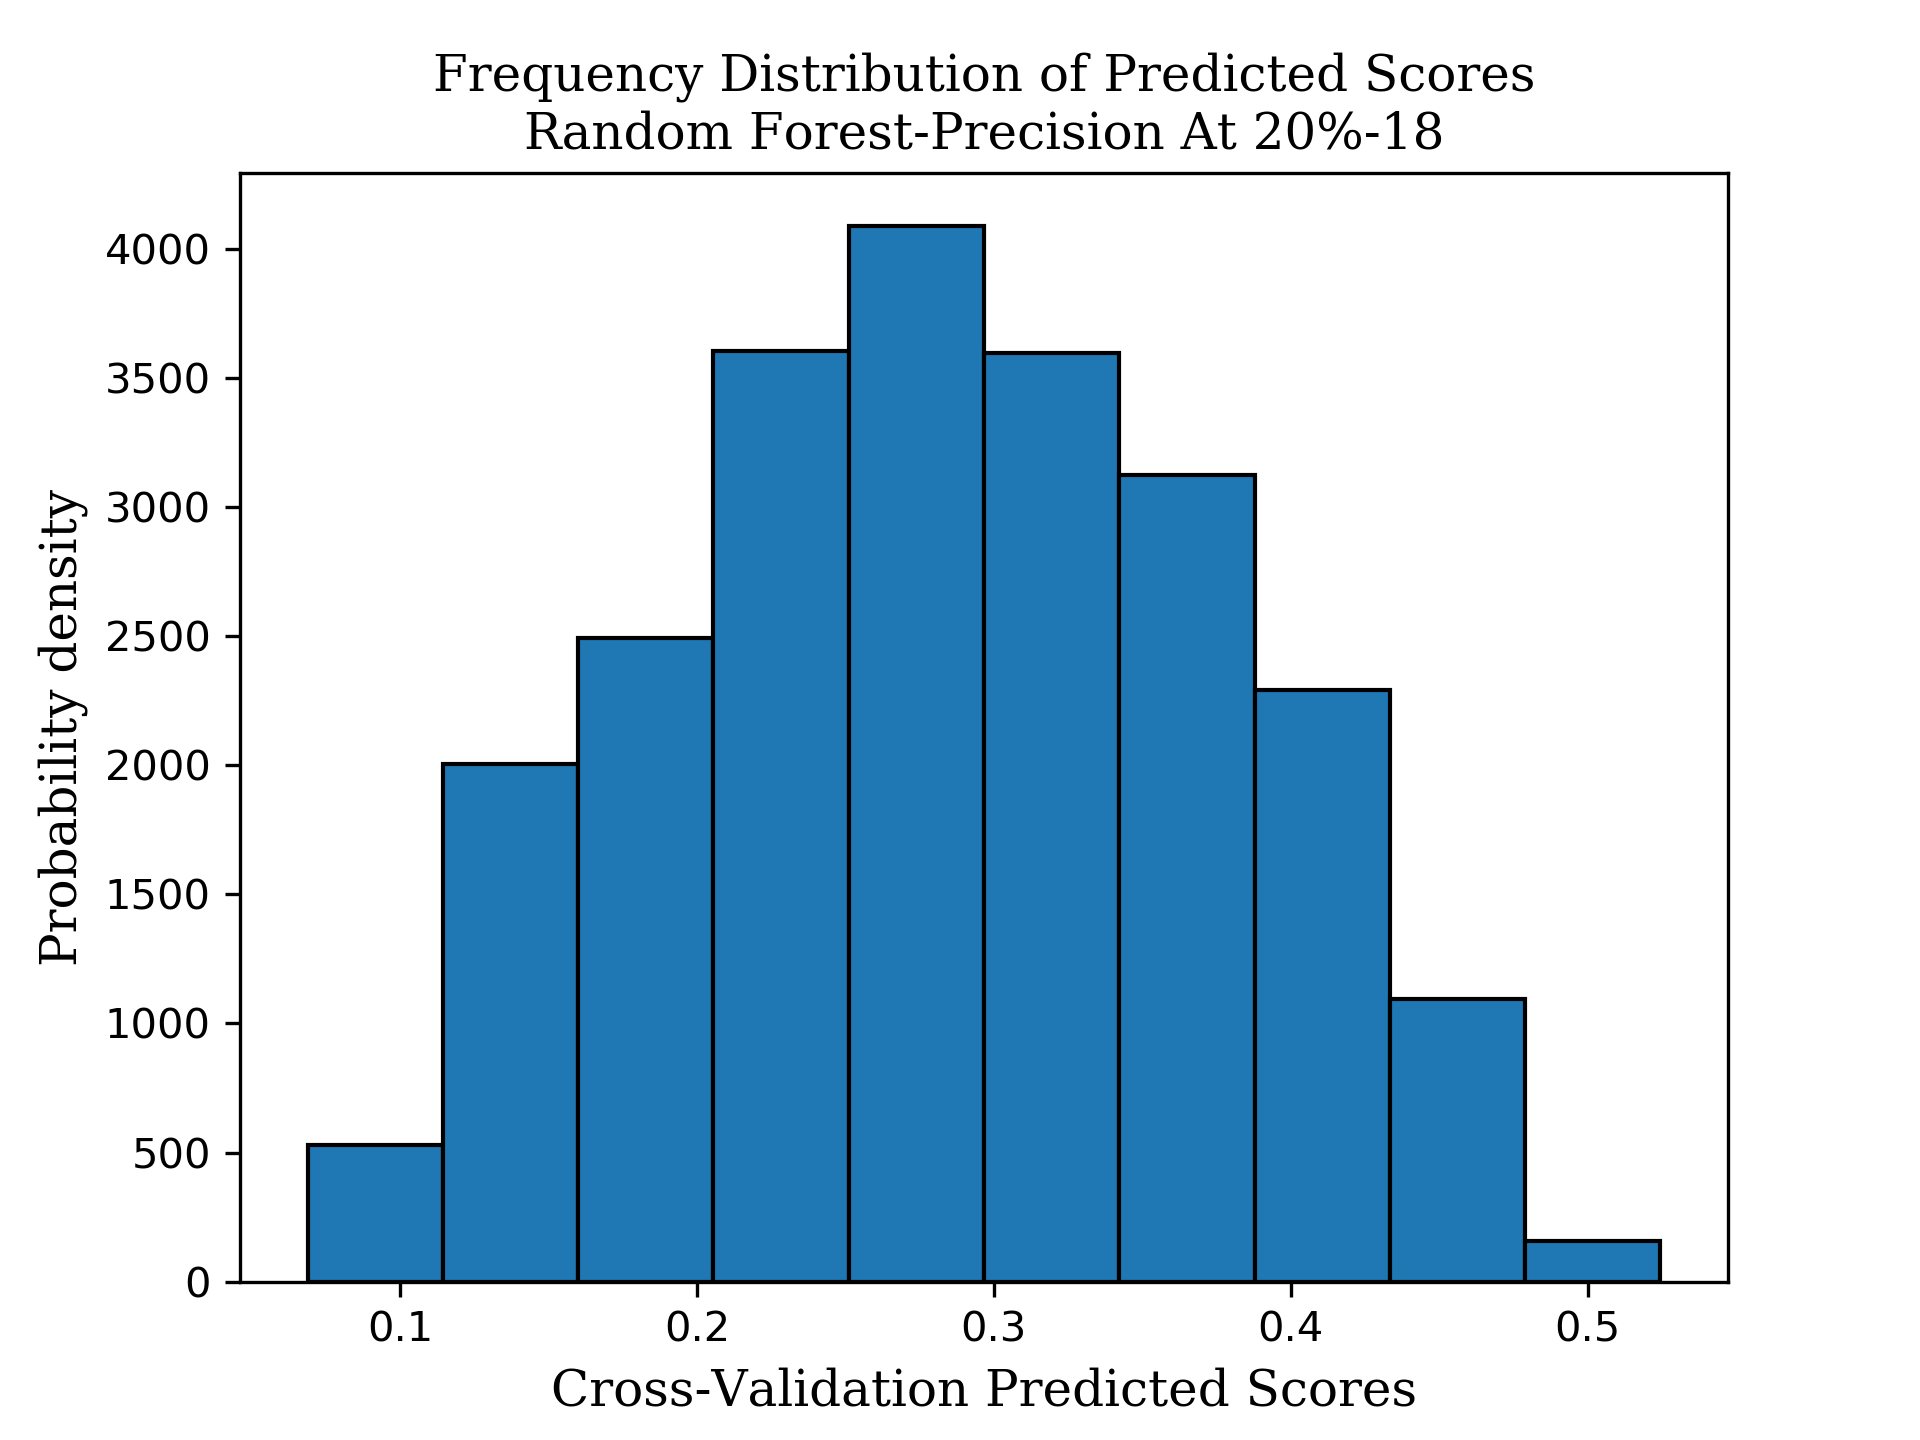 Frequency Distribution of Predicted Scores
Random Forest-Precision At 20%-18
Probability density
4000
3500
3000
2500
2000
1500
1000
500
0
0.1 0.2 0.3 0.4 0.5
Cross-Validation Predicted Scores